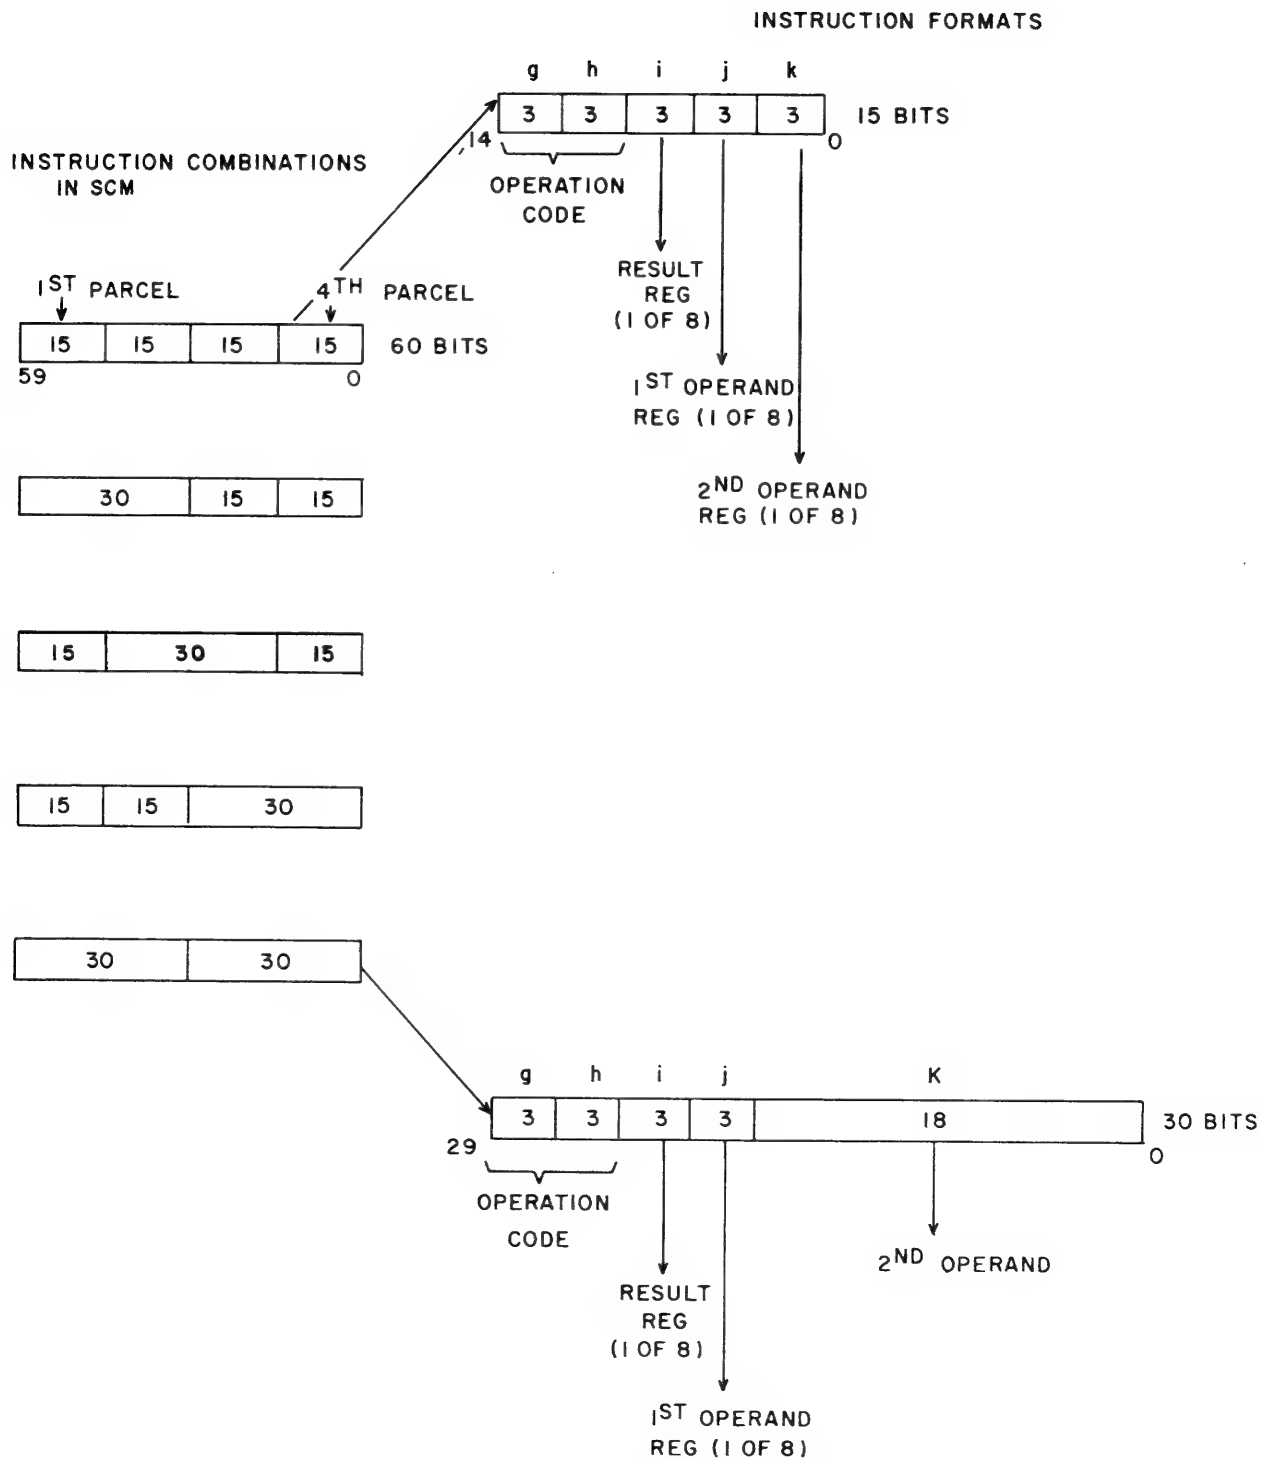 INSTRUCTION FORMATS
g h i j k
3 3 3 3 3 15 BITS
14 0
OPERATION
CODE
RESULT
REG
(1 OF 8)
1ST OPERAND
REG (1 OF 8)
2ND OPERAND
REG (1 OF 8)
INSTRUCTION COMBINATIONS
IN SCM
1ST PARCEL 4TH PARCEL
15 15 15 15 60 BITS
59 0
30 15 15
15 30 15
15 15 30
30 30
g h i j K
3 3 3 3 18 30 BITS
29 0
OPERATION
CODE
RESULT
REG
(1 OF 8)
1ST OPERAND
REG (1 OF 8)
2ND OPERAND